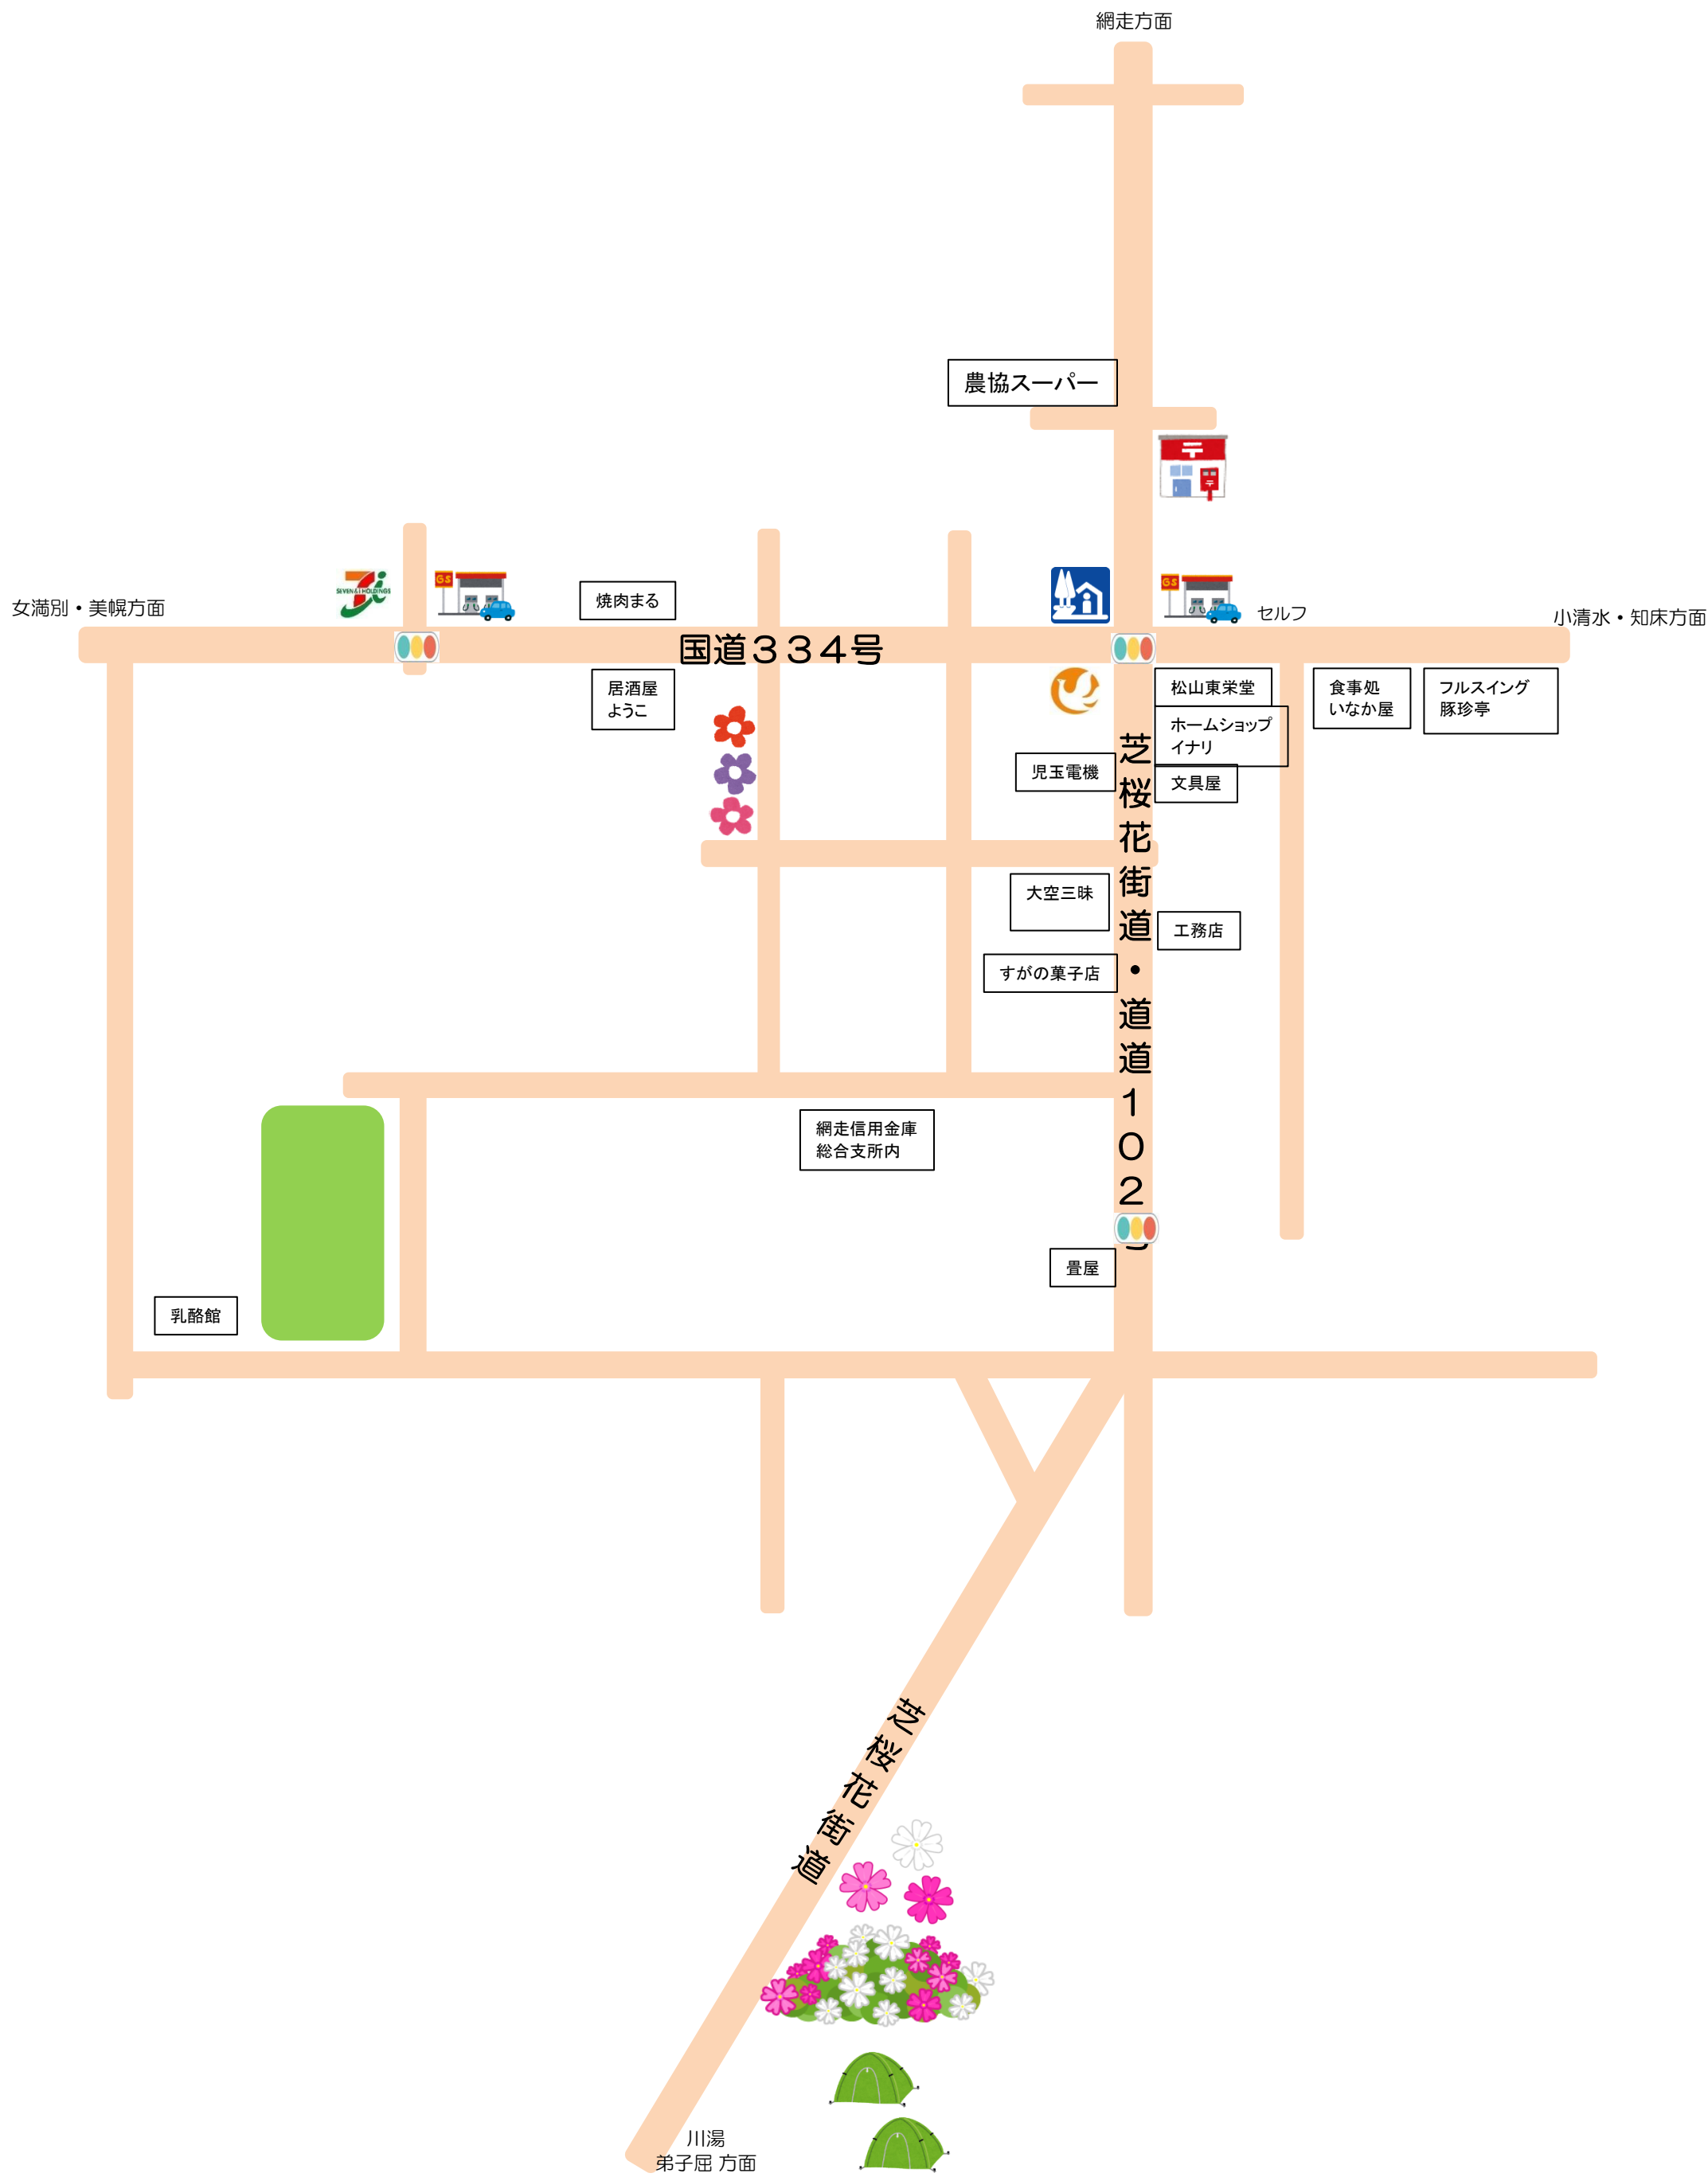 網走方面
農協スーパー
〒
〒
女満別・美幌方面
SEVEN&I HOLDINGS
GS
焼肉まる
GS
セルフ
小清水・知床方面
国道３３４号
居酒屋
ようこ
松山東栄堂
食事処
いなか屋
フルスイング
豚珍亭
ホームショップ
イナリ
児玉電機
文具屋
芝桜花街道・道道１０２
大空三昧
工務店
すがの菓子店
網走信用金庫
総合支所内
畳屋
乳酪館
芝桜花街道
川湯
弟子屈 方面